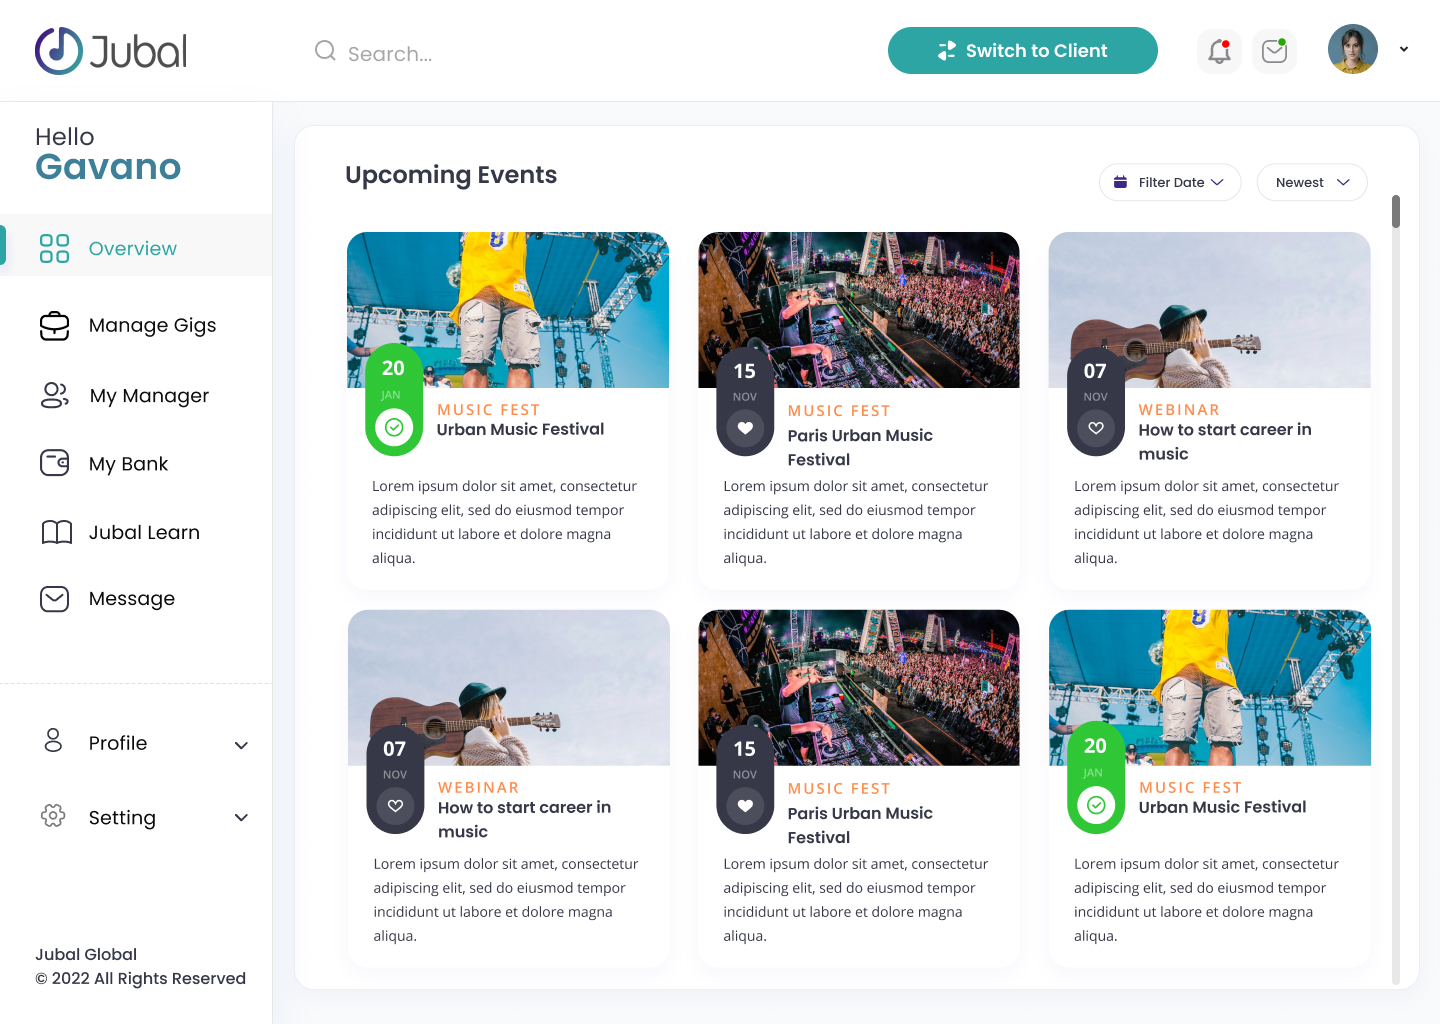 Jubal
Search...
Switch to Client
Hello
Gavano
Overview
Manage Gigs
My Manager
My Bank
Jubal Learn
Message
Profile
Setting
Jubal Global
© 2022 All Rights Reserved
Upcoming Events
Filter Date
Newest
20
JAN
MUSIC FEST
Urban Music Festival
Lorem ipsum dolor sit amet, consectetur
adipiscing elit, sed do eiusmod tempor
incididunt ut labore et dolore magna
aliqua.
15
NOV
MUSIC FEST
Paris Urban Music
Festival
Lorem ipsum dolor sit amet, consectetur
adipiscing elit, sed do eiusmod tempor
incididunt ut labore et dolore magna
aliqua.
07
NOV
WEBINAR
How to start career in
music
Lorem ipsum dolor sit amet, consectetur
adipiscing elit, sed do eiusmod tempor
incididunt ut labore et dolore magna
aliqua.
07
NOV
WEBINAR
How to start career in
music
Lorem ipsum dolor sit amet, consectetur
adipiscing elit, sed do eiusmod tempor
incididunt ut labore et dolore magna
aliqua.
15
NOV
MUSIC FEST
Paris Urban Music
Festival
Lorem ipsum dolor sit amet, consectetur
adipiscing elit, sed do eiusmod tempor
incididunt ut labore et dolore magna
aliqua.
20
JAN
MUSIC FEST
Urban Music Festival
Lorem ipsum dolor sit amet, consectetur
adipiscing elit, sed do eiusmod tempor
incididunt ut labore et dolore magna
aliqua.